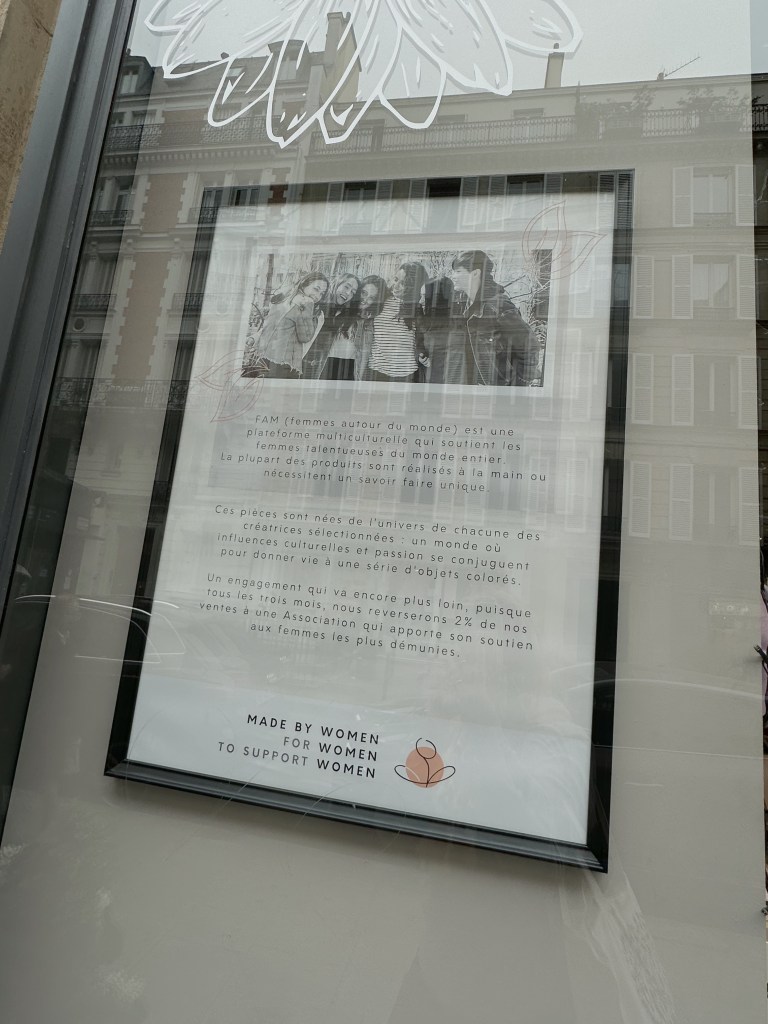 FAM (femmes autour du monde) est une
plateforme multiculturelle qui soutient les
femmes talentueuses du monde entier.
La plupart des produits sont réalisés à la main ou
nécessitent un savoir faire unique.
Ces pièces sont nées de l'univers de chacune des
créatrices sélectionnées : un monde où
influences culturelles et passion se conjuguent
pour donner vie à une série d'objets colorés.
Un engagement qui va encore plus loin, puisque
tous les trois mois, nous reverserons 2% de nos
ventes à une Association qui apporte son soutien
aux femmes les plus démunies.
MADE BY WOMEN
FOR WOMEN
TO SUPPORT WOMEN